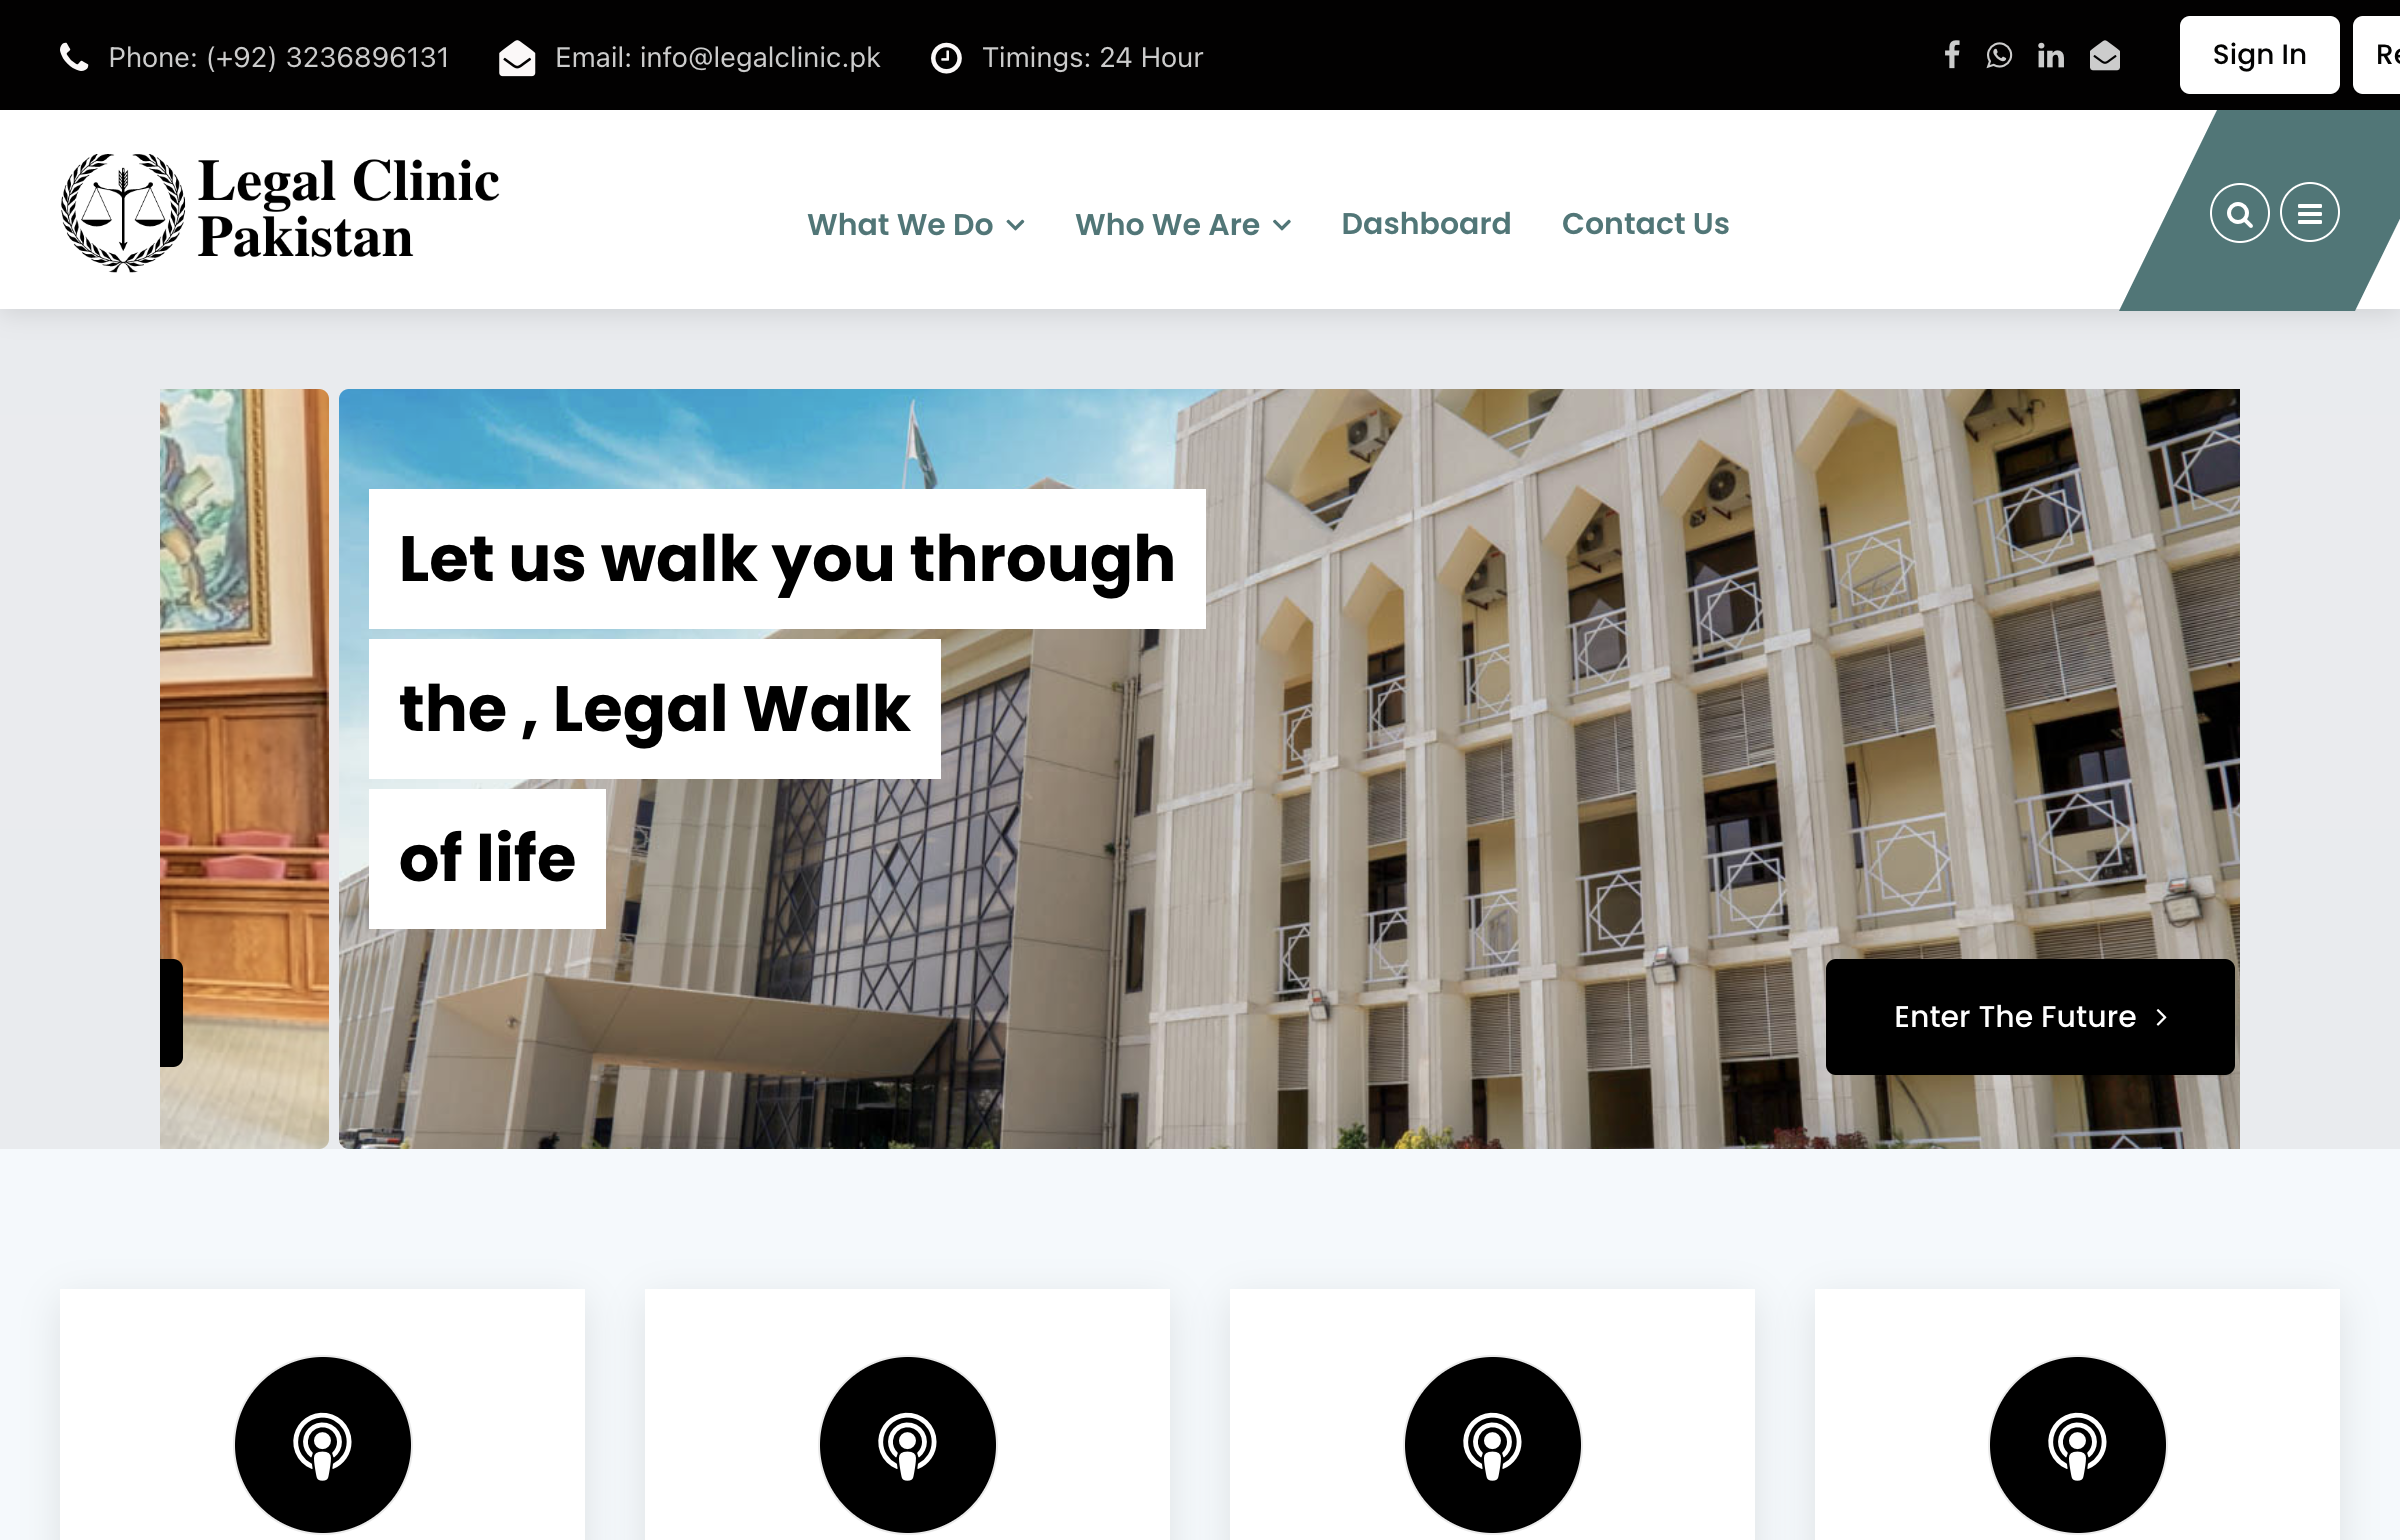 Phone: (+92) 3236896131
Email: info@legalclinic.pk
Timings: 24 Hour
Sign In
Legal Clinic
Pakistan
What We Do
Who We Are
Dashboard
Contact Us
Let us walk you through
the , Legal Walk
of life
Enter The Future